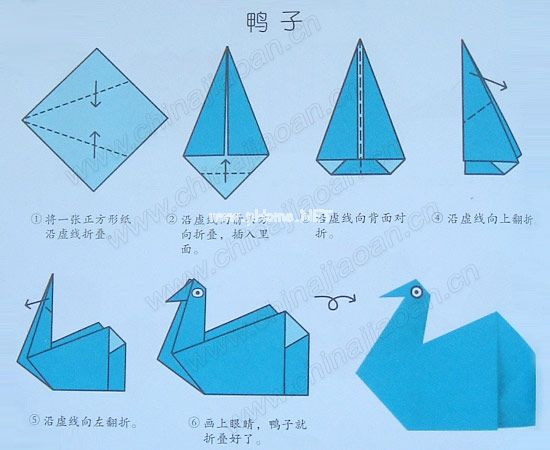 鸭子
①将一张正方形纸
沿虚线折叠。
②沿虚线向 方
向折叠，插入里
面。
沿虚线向背面对
折。
④沿虚线向上翻折。
⑤沿虚线向左翻折。
⑥画上眼睛，鸭子就
折叠好了。
www.chinajiaoan.cn